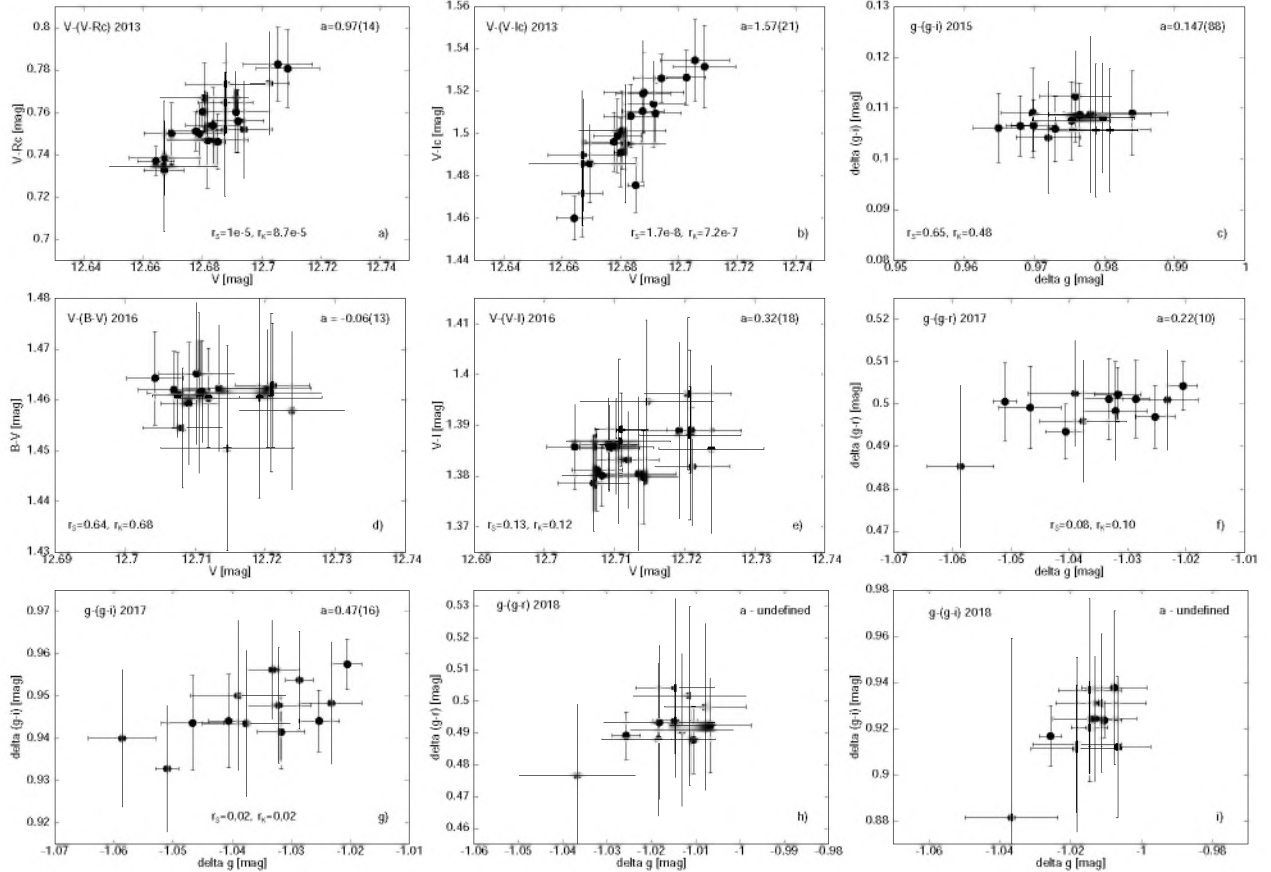 V-(V-Rc) 2013 a=0.97(14)
0.8
0.78
0.76
0.74
0.72
0.7
V-Rc [mag]
rS=1e-5, rK=8.7e-5 a)
12.64 12.66 12.68 12.7 12.72 12.74
V [mag]
V-(V-Ic) 2013 a=1.57(21)
1.56
1.54
1.52
1.5
1.48
1.46
1.44
V-Ic [mag]
rS=1.7e-8, rK=7.2e-7 b)
12.64 12.66 12.68 12.7 12.72 12.74
V [mag]
g-(g-i) 2015 a=0.147(88)
0.13
0.12
0.11
0.1
0.09
0.08
delta (g-i) [mag]
rS=0.65, rK=0.48 c)
0.95 0.96 0.97 0.98 0.99 1
delta g [mag]
V-(B-V) 2016 a = -0.06(13)
1.48
1.47
1.46
1.45
1.44
1.43
B-V [mag]
rS=0.64, rK=0.68 d)
12.69 12.7 12.71 12.72 12.73 12.74
V [mag]
V-(V-I) 2016 a=0.32(18)
1.41
1.4
1.39
1.38
1.37
V-I [mag]
rS=0.13, rK=0.12 e)
12.69 12.7 12.71 12.72 12.73 12.74
V [mag]
g-(g-r) 2017 a=0.22(10)
0.52
0.51
0.5
0.49
0.48
0.47
delta (g-r) [mag]
rS=0.08, rK=0.10 f)
-1.07 -1.06 -1.05 -1.04 -1.03 -1.02 -1.01
delta g [mag]
g-(g-i) 2017 a=0.47(16)
0.97
0.96
0.95
0.94
0.93
0.92
delta (g-i) [mag]
rS=0.02, rK=0.02 g)
-1.07 -1.06 -1.05 -1.04 -1.03 -1.02 -1.01
delta g [mag]
g-(g-r) 2018 a - undefined
0.53
0.52
0.51
0.5
0.49
0.48
0.47
0.46
delta (g-r) [mag]
h)
-1.06 -1.05 -1.04 -1.03 -1.02 -1.01 -1 -0.99 -0.98
delta g [mag]
g-(g-i) 2018 a - undefined
0.98
0.96
0.94
0.92
0.9
0.88
delta (g-i) [mag]
i)
-1.06 -1.04 -1.02 -1 -0.98
delta g [mag]